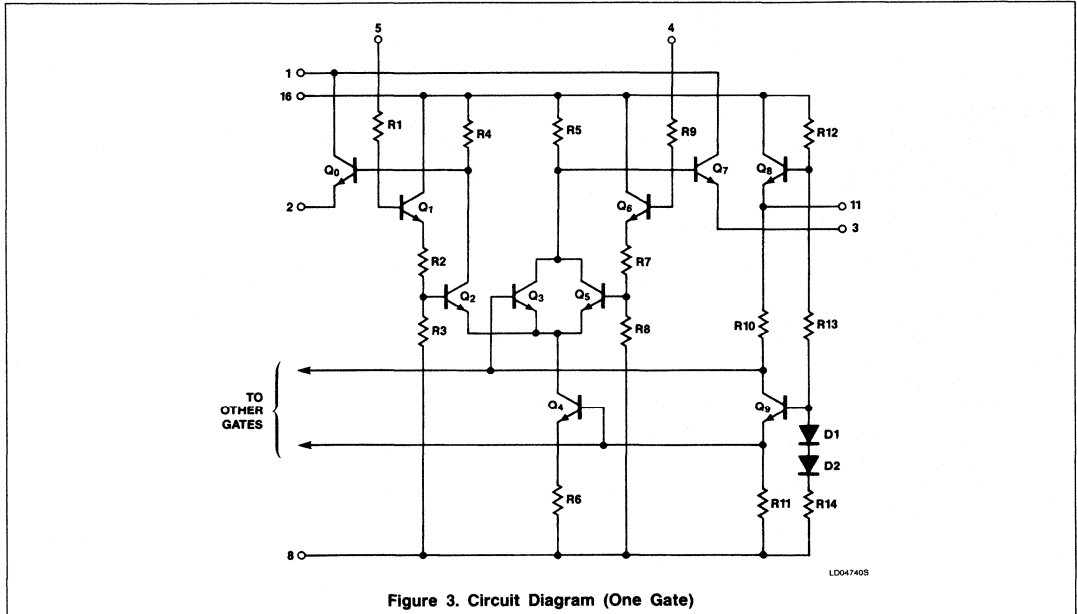 5
4
1
16
R1
R4
R5
R9
R12
Q0
Q7
Q8
2
Q1
Q6
11
3
R2
R7
Q2
Q3
Q5
R3
R8
R10
R13
TO
OTHER
GATES
Q4
Q9
D1
D2
R6
R11
R14
8
LD04740S
Figure 3. Circuit Diagram (One Gate)